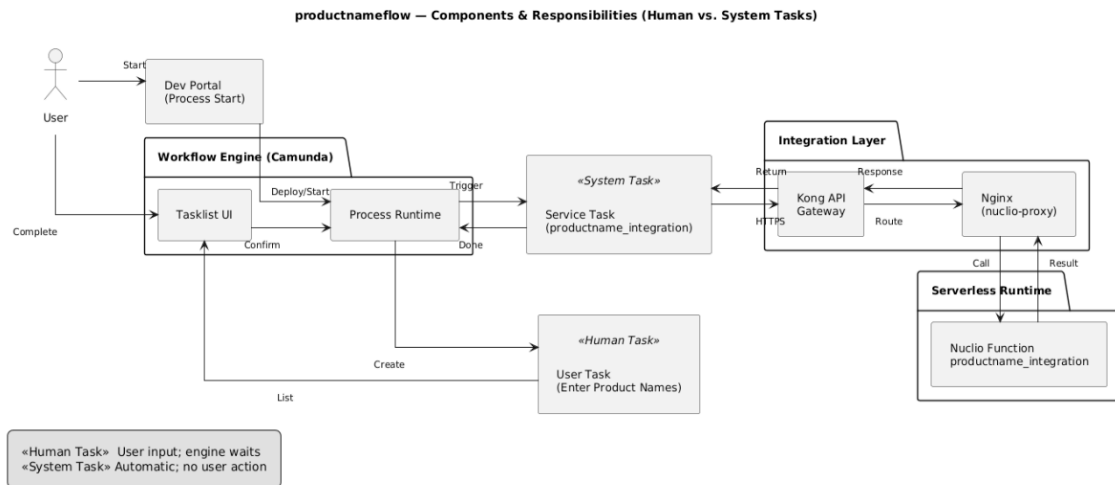 productnameflow — Components & Responsibilities (Human vs. System Tasks)
User
Start
Dev Portal
(Process Start)
Workflow Engine (Camunda)
Tasklist UI
Deploy/Start
Process Runtime
Confirm
Complete
Trigger
Done
«System Task»
Service Task
(productname_integration)
Integration Layer
Return
HTTPS
Kong API
Gateway
Response
Route
Nginx
(nuclio-proxy)
Call
Result
Serverless Runtime
Nuclio Function
productname_integration
«Human Task»
User Task
(Enter Product Names)
Create
List
«Human Task» User input; engine waits
«System Task» Automatic; no user action